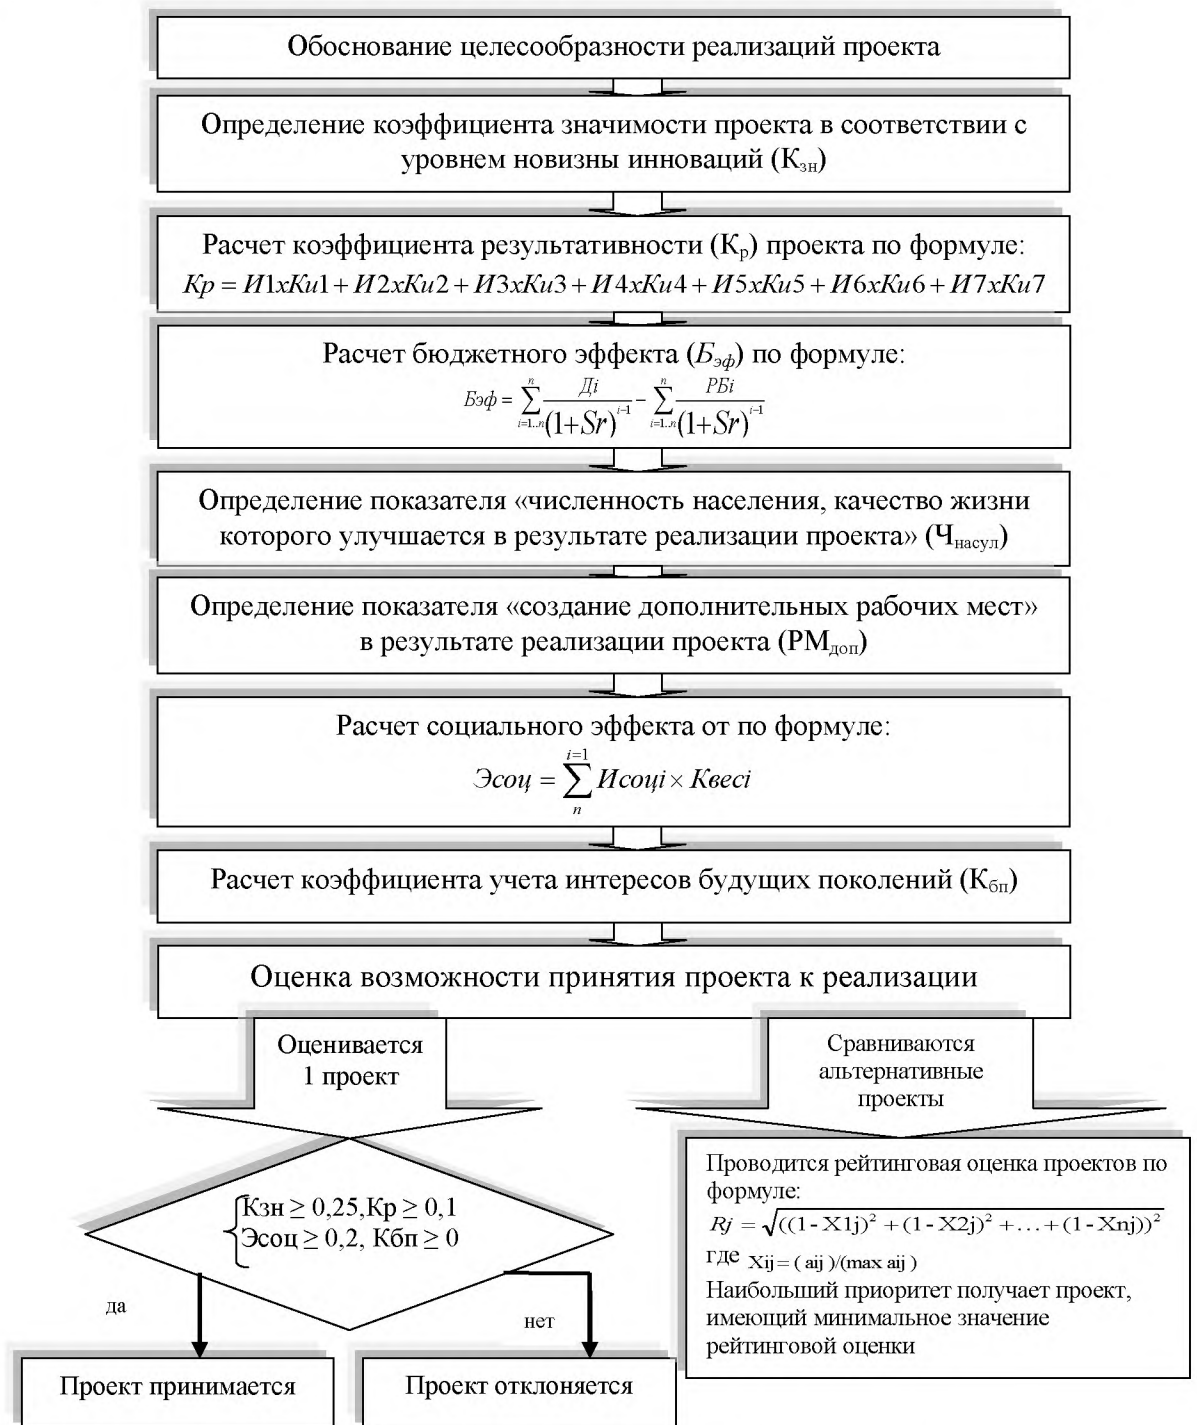 Обоснование целесообразности реализаций проекта
Определение коэффициента значимости проекта в соответствии с
уровнем новизны инноваций (Кзн)
Расчет коэффициента результативности (Кр) проекта по формуле:
Кр = И1хКи1 + И2хКи2 + И3хКи3 + И4хКи4 + И5хКи5 + И6хКи6 + И7хКи7
Расчет бюджетного эффекта (Бэф) по формуле:
Бэф = ∑ (i=1..n, n) Дi/(1+Sr)^(i-1) − ∑ (i=1..n, n) РБi/(1+Sr)^(i-1)
Определение показателя «численность населения, качество жизни
которого улучшается в результате реализации проекта» (Чнасул)
Определение показателя «создание дополнительных рабочих мест»
в результате реализации проекта (РМдоп)
Расчет социального эффекта от по формуле:
Эсоц = ∑ (n, i=1) Исоцi × Квесi
Расчет коэффициента учета интересов будущих поколений (Кбп)
Оценка возможности принятия проекта к реализации
Оценивается
1 проект
Кзн ≥ 0,25,Кр ≥ 0,1
Эсоц ≥ 0,2, Кбп ≥ 0
да
нет
Проект принимается
Проект отклоняется
Сравниваются
альтернативные
проекты
Проводится рейтинговая оценка проектов по
формуле:
Rj = √((1 - X1j)² + (1 - X2j)² + … + (1 - Xnj))²
где Xij = ( aij )/(max aij )
Наибольший приоритет получает проект,
имеющий минимальное значение
рейтинговой оценки